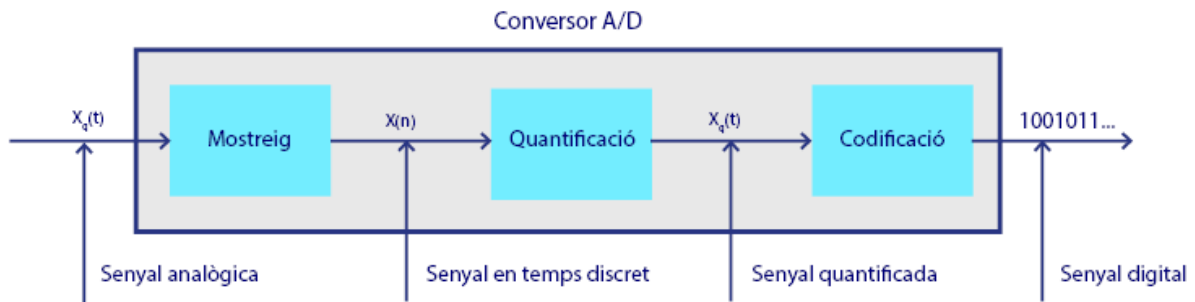 Conversor A/D
Xq(t)
Mostreig
X(n)
Quantificació
Xq(t)
Codificació
1001011...
Senyal analògica
Senyal en temps discret
Senyal quantificada
Senyal digital